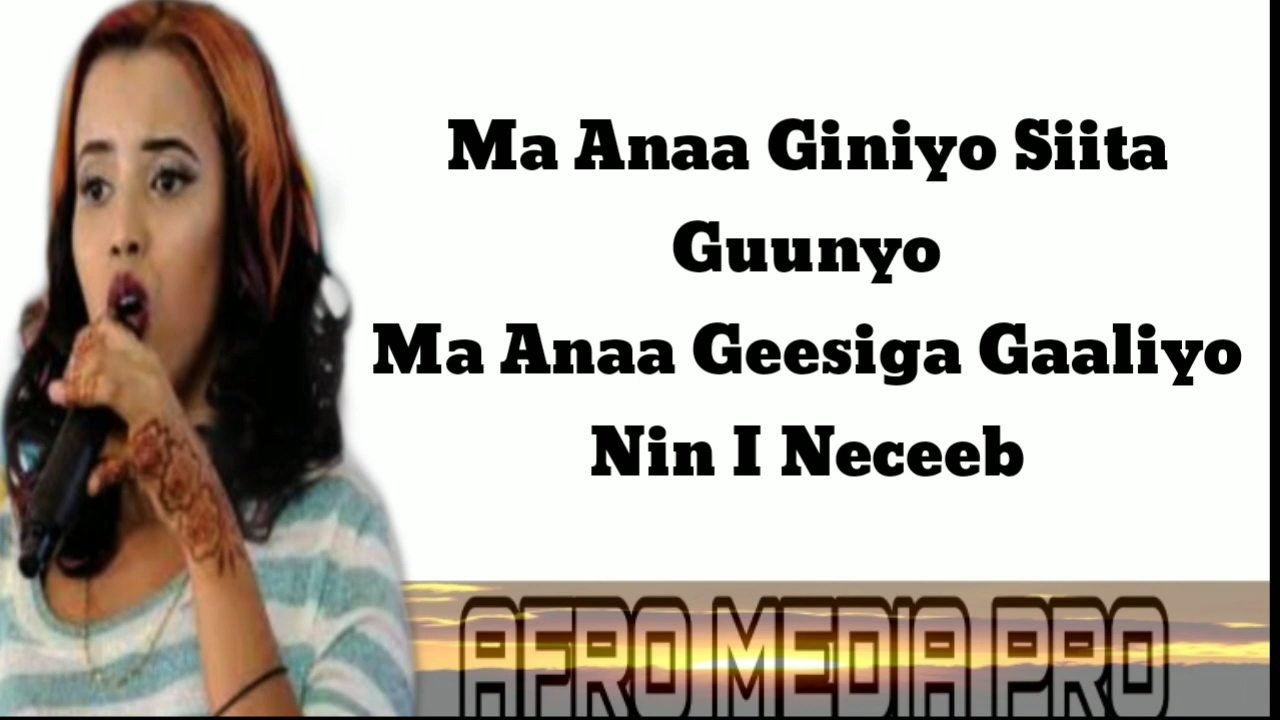 Ma Anaa Giniyo Siita
Guunyo
Ma Anaa Geesiga Gaaliyo
Nin I Neceeb
AFRO MEDIA PRO